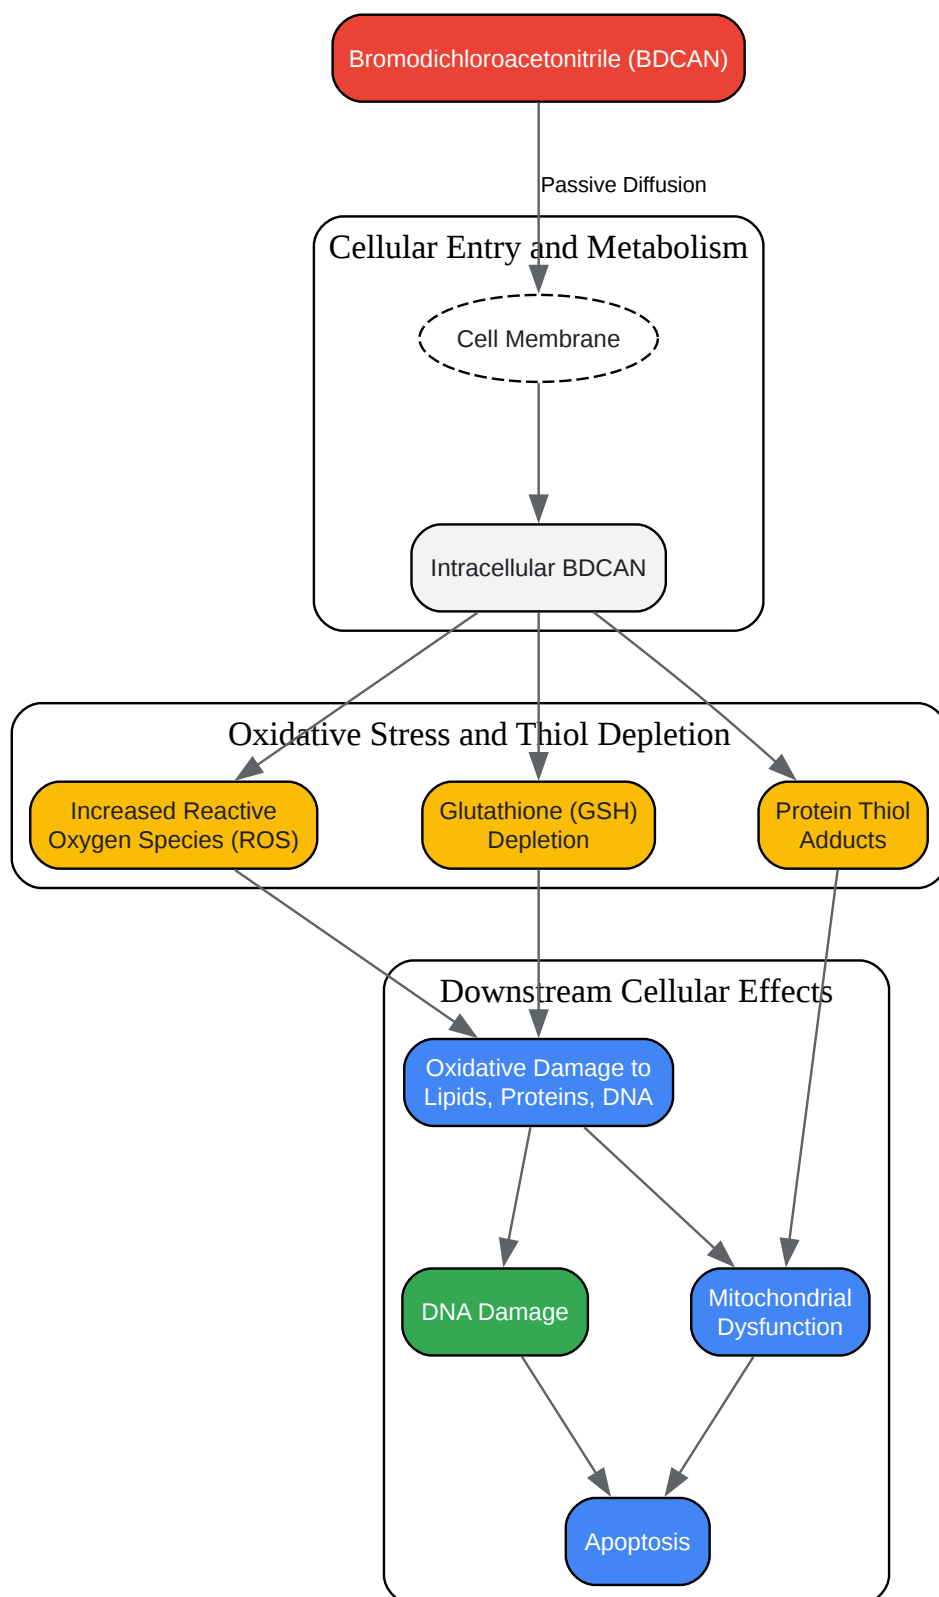 Bromodichloroacetonitrile (BDCAN)
Passive Diffusion
Cellular Entry and Metabolism
Cell Membrane
Intracellular BDCAN
Oxidative Stress and Thiol Depletion
Increased Reactive
Oxygen Species (ROS)
Glutathione (GSH)
Depletion
Protein Thiol
Adducts
Downstream Cellular Effects
Oxidative Damage to
Lipids, Proteins, DNA
DNA Damage
Mitochondrial
Dysfunction
Apoptosis